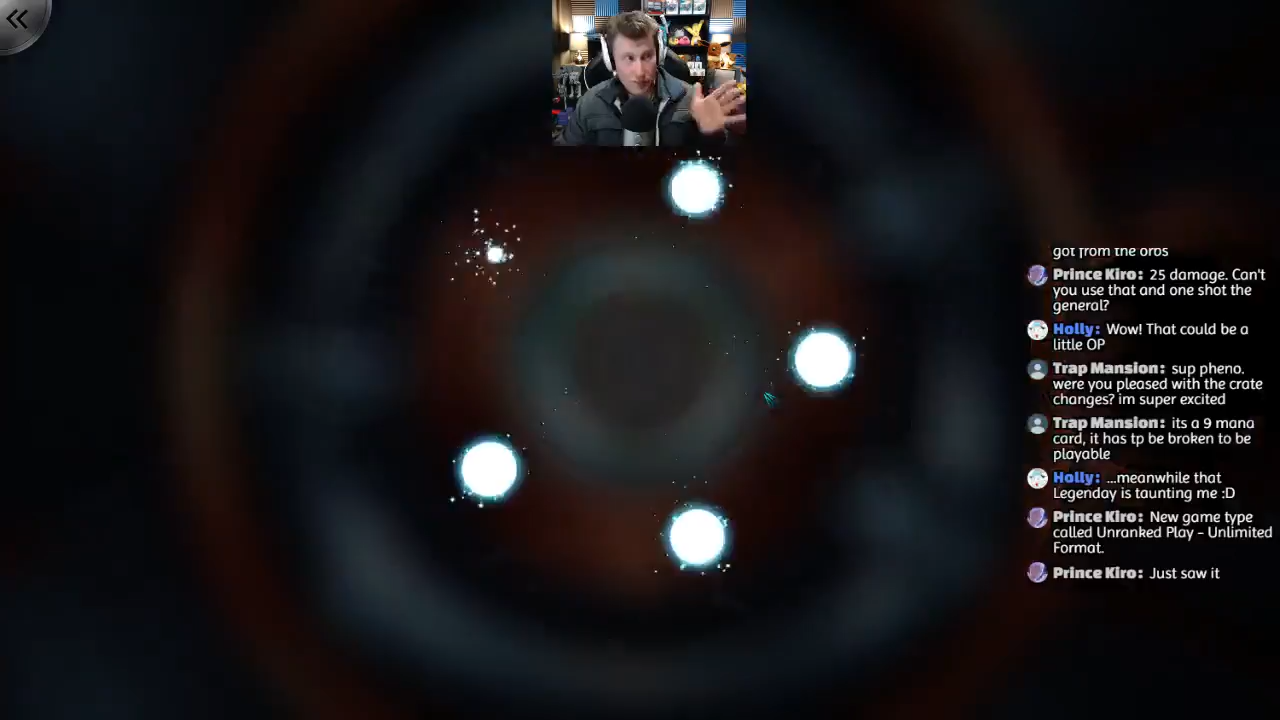 got from the orbs
Prince Kiro: 25 damage. Can't
you use that and one shot the
general?
Holly: Wow! That could be a
little OP
Trap Mansion: sup pheno.
were you pleased with the crate
changes? im super excited
Trap Mansion: its a 9 mana
card, it has tp be broken to be
playable
Holly: ...meanwhile that
Legenday is taunting me :D
Prince Kiro: New game type
called Unranked Play - Unlimited
Format.
Prince Kiro: Just saw it